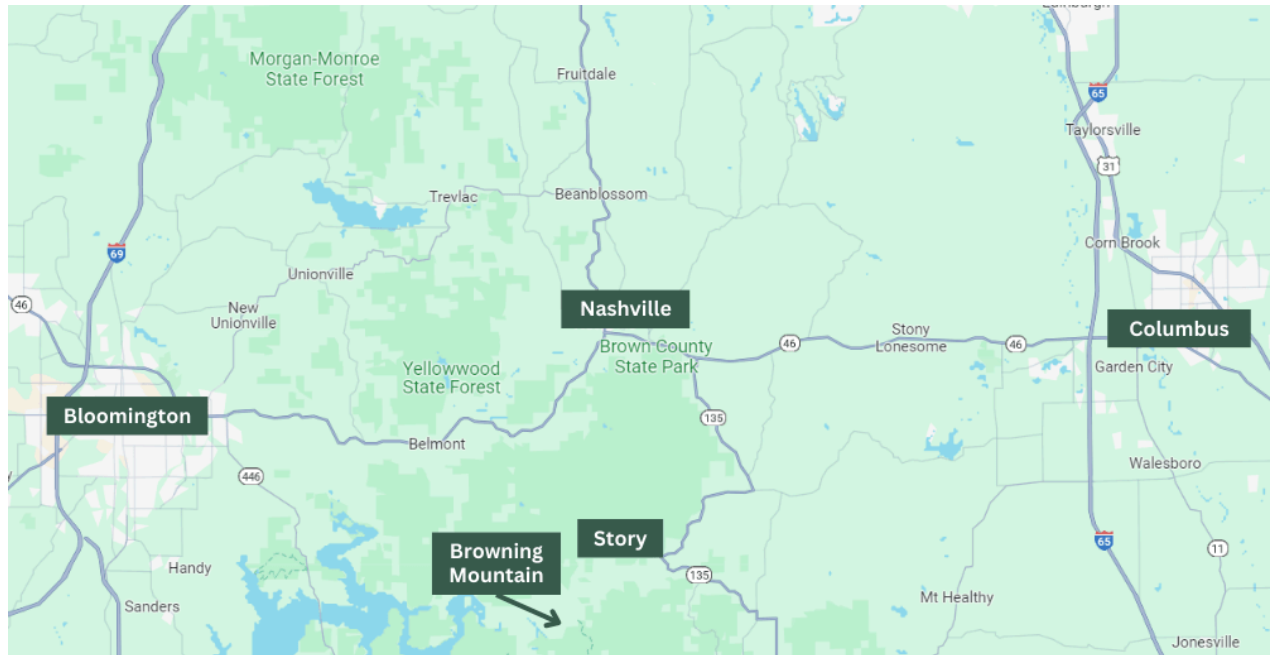 Edinburgh
Morgan-Monroe
State Forest
Fruitdale
65
Taylorsville
31
Trevlac
Beanblossom
69
Corn Brook
Unionville
46
New
Unionville
Nashville
Columbus
Brown County
State Park
46
Stony
Lonesome
46
Garden City
Yellowwood
State Forest
Bloomington
135
Belmont
446
Walesboro
Story
Browning
Mountain
65
11
Handy
135
Sanders
Mt Healthy
Jonesville